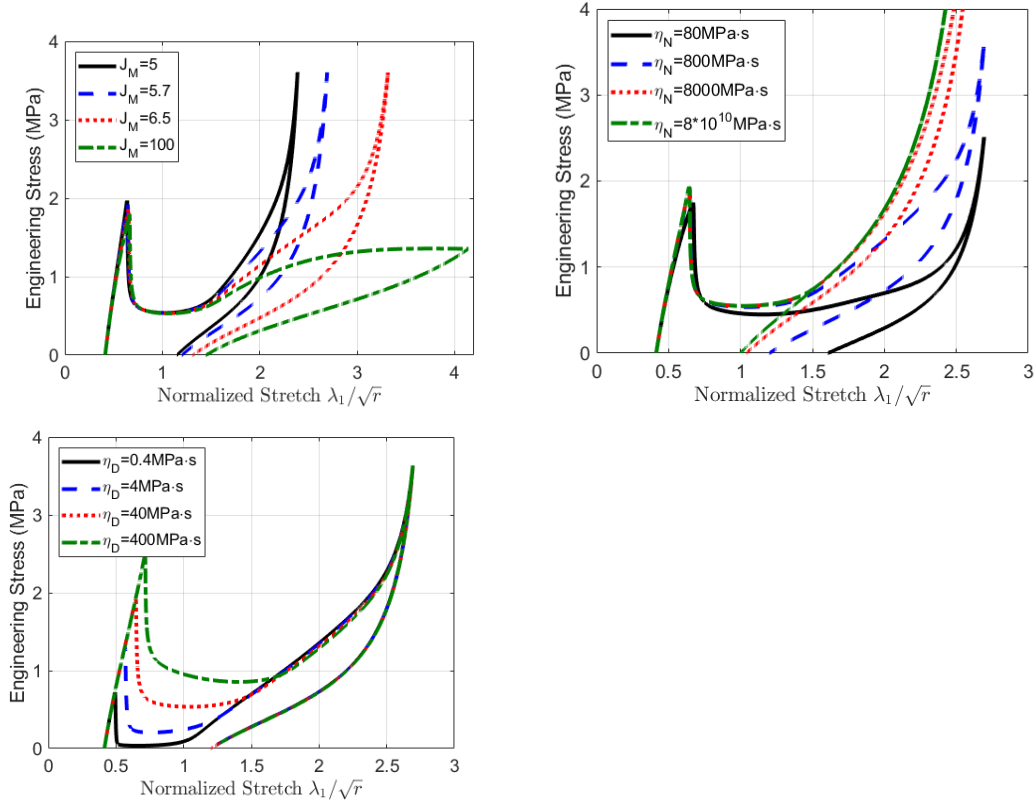 4
3
2
1
0
Engineering Stress (MPa)
J_M=5
J_M=5.7
J_M=6.5
J_M=100
0 1 2 3 4
Normalized Stretch λ₁/√r
4
3
2
1
0
Engineering Stress (MPa)
η_N=80MPa·s
η_N=800MPa·s
η_N=8000MPa·s
η_N=8*10¹⁰MPa·s
0 0.5 1 1.5 2 2.5 3
Normalized Stretch λ₁/√r
4
3
2
1
0
Engineering Stress (MPa)
η_D=0.4MPa·s
η_D=4MPa·s
η_D=40MPa·s
η_D=400MPa·s
0 0.5 1 1.5 2 2.5 3
Normalized Stretch λ₁/√r